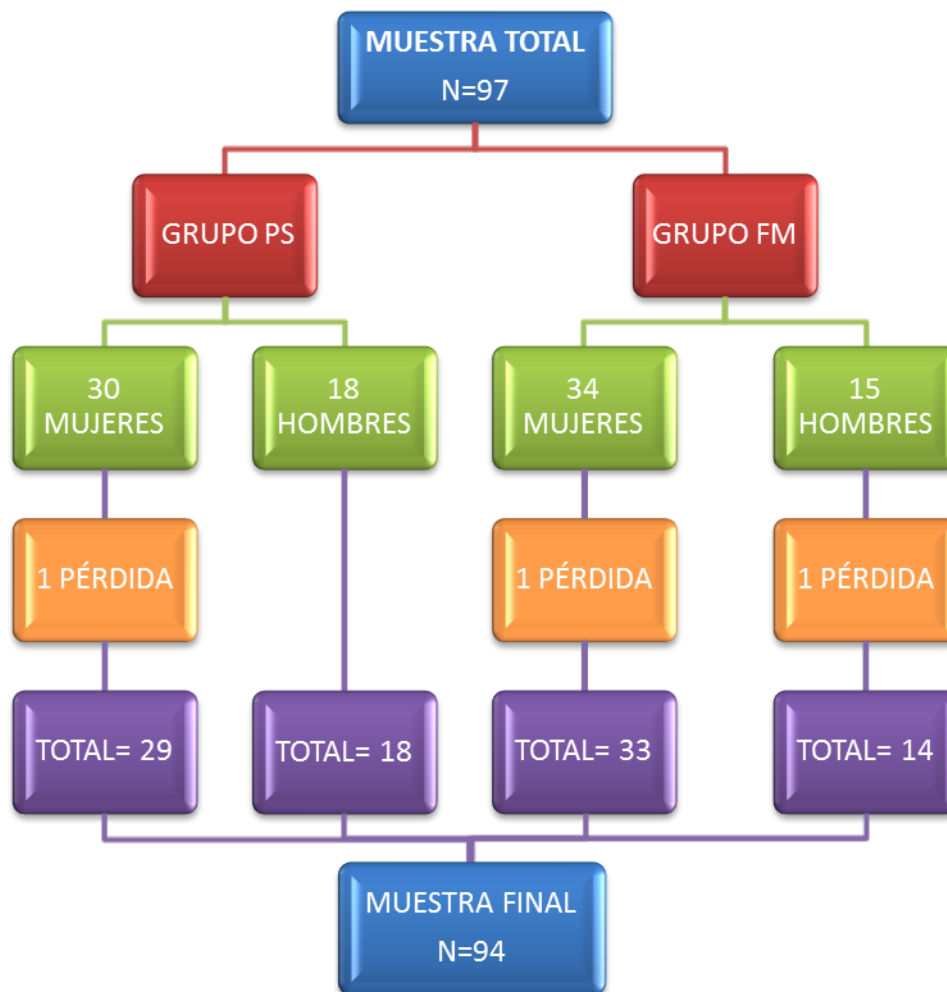 MUESTRA TOTAL
N=97
GRUPO PS
GRUPO FM
30
MUJERES
18
HOMBRES
34
MUJERES
15
HOMBRES
1 PÉRDIDA
1 PÉRDIDA
1 PÉRDIDA
TOTAL= 29
TOTAL= 18
TOTAL= 33
TOTAL= 14
MUESTRA FINAL
N=94